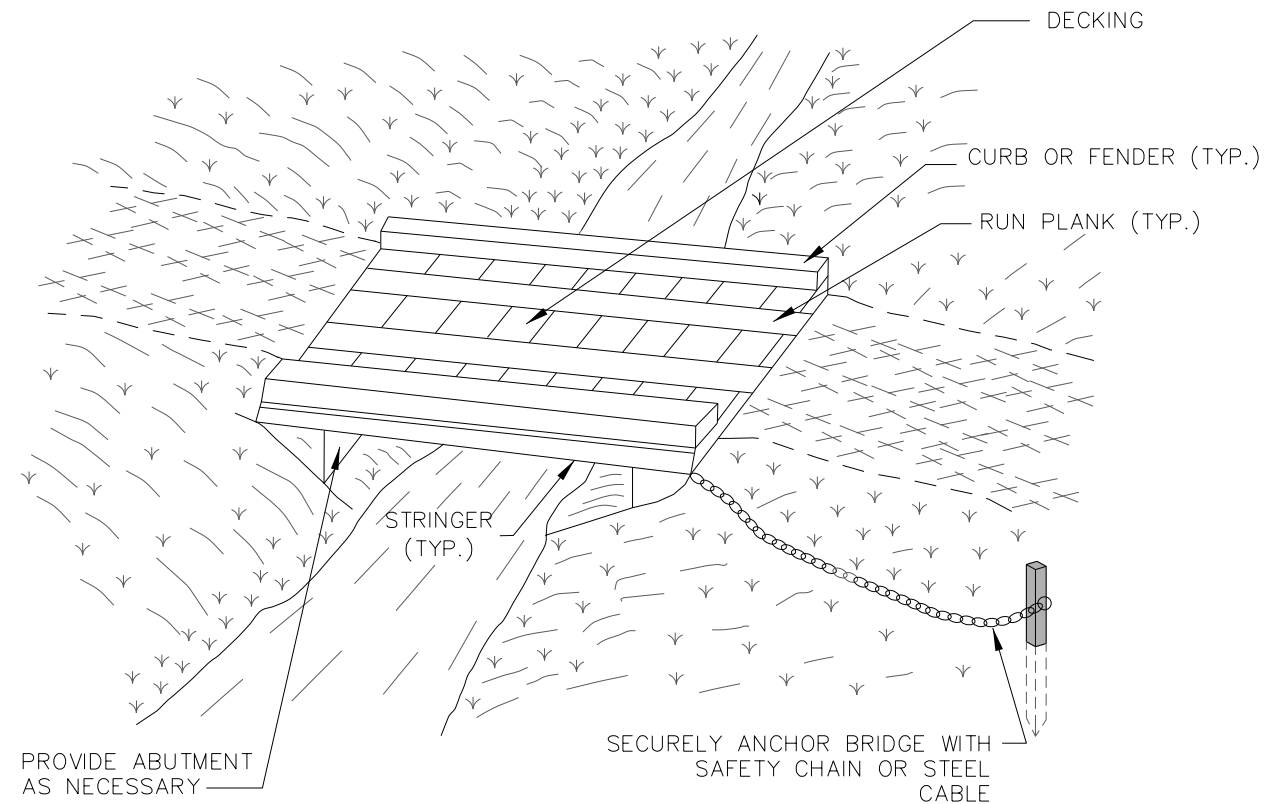 DECKING
CURB OR FENDER (TYP.)
RUN PLANK (TYP.)
STRINGER
(TYP.)
PROVIDE ABUTMENT
AS NECESSARY
SECURELY ANCHOR BRIDGE WITH
SAFETY CHAIN OR STEEL
CABLE